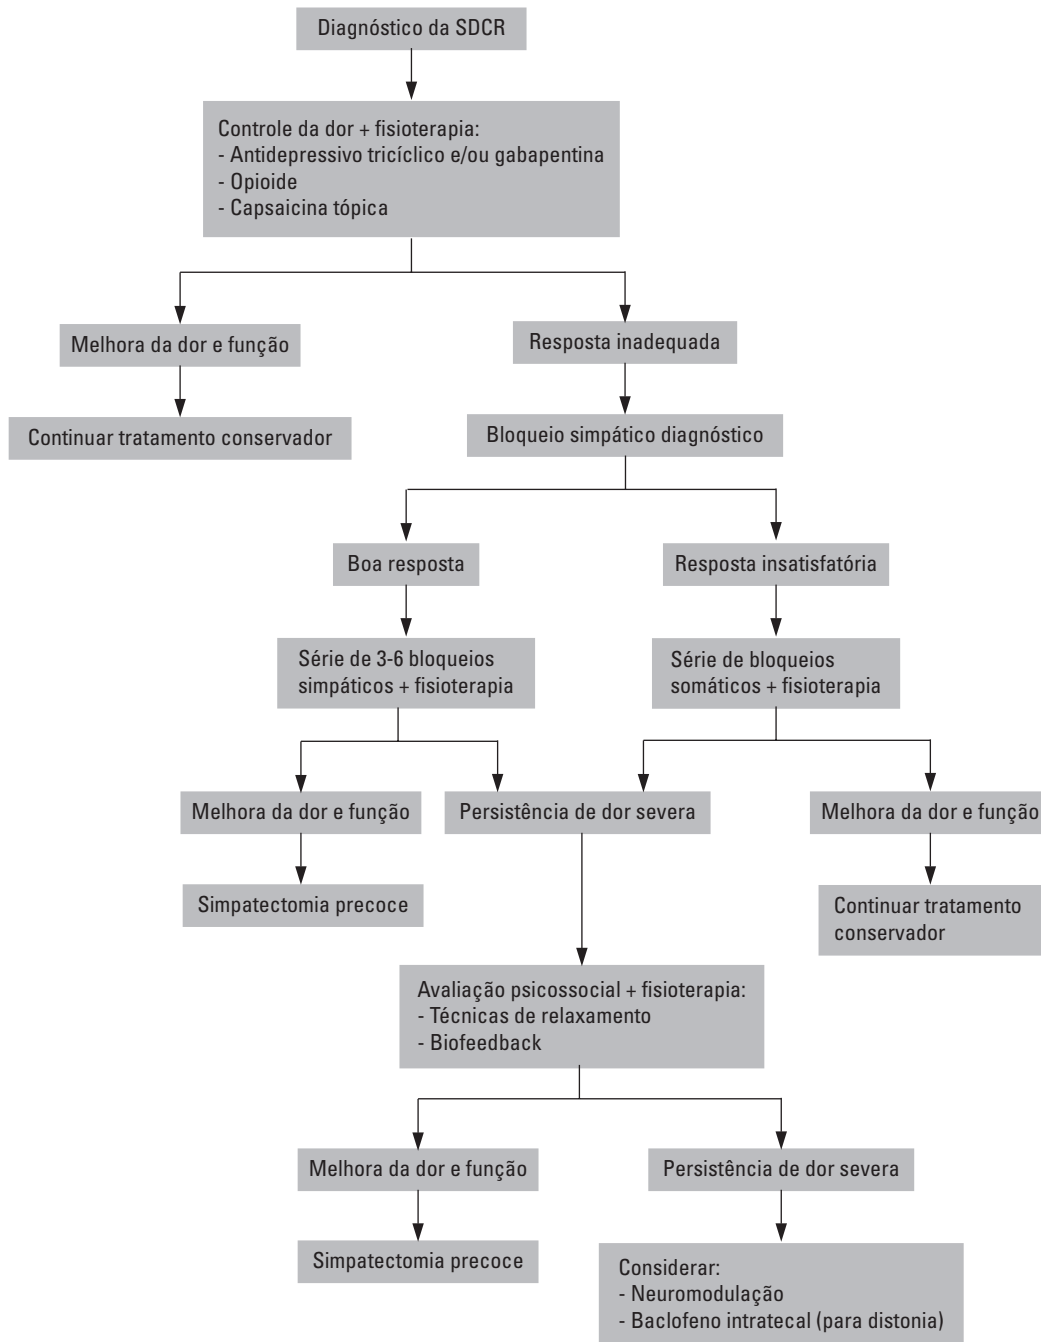 Diagnóstico da SDCR
Controle da dor + fisioterapia:
- Antidepressivo tricíclico e/ou gabapentina
- Opioide
- Capsaicina tópica
Melhora da dor e função
Resposta inadequada
Continuar tratamento conservador
Bloqueio simpático diagnóstico
Boa resposta
Resposta insatisfatória
Série de 3-6 bloqueios
simpáticos + fisioterapia
Série de bloqueios
somáticos + fisioterapia
Melhora da dor e função
Persistência de dor severa
Melhora da dor e função
Simpatectomia precoce
Continuar tratamento
conservador
Avaliação psicossocial + fisioterapia:
- Técnicas de relaxamento
- Biofeedback
Melhora da dor e função
Persistência de dor severa
Simpatectomia precoce
Considerar:
- Neuromodulação
- Baclofeno intratecal (para distonia)